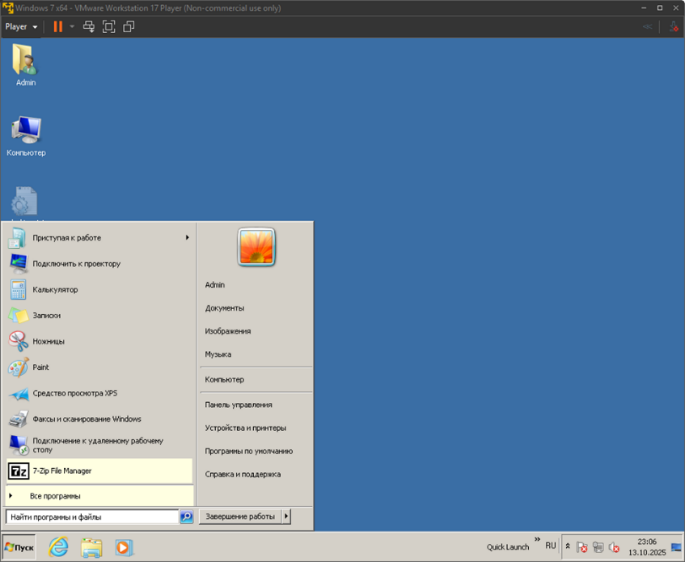 Windows 7 x64 - VMware Workstation 17 Player (Non-commercial use only)
Player
Admin
Компьютер
Приступая к работе
Подключить к проектору
Калькулятор
Записки
Ножницы
Paint
Средство просмотра XPS
Факсы и сканирование Windows
Подключение к удаленному рабочему
столу
7z
7-Zip File Manager
Все программы
Найти программы и файлы
Admin
Документы
Изображения
Музыка
Компьютер
Панель управления
Устройства и принтеры
Программы по умолчанию
Справка и поддержка
Завершение работы
Пуск
Quick Launch
RU
23:06
13.10.2025